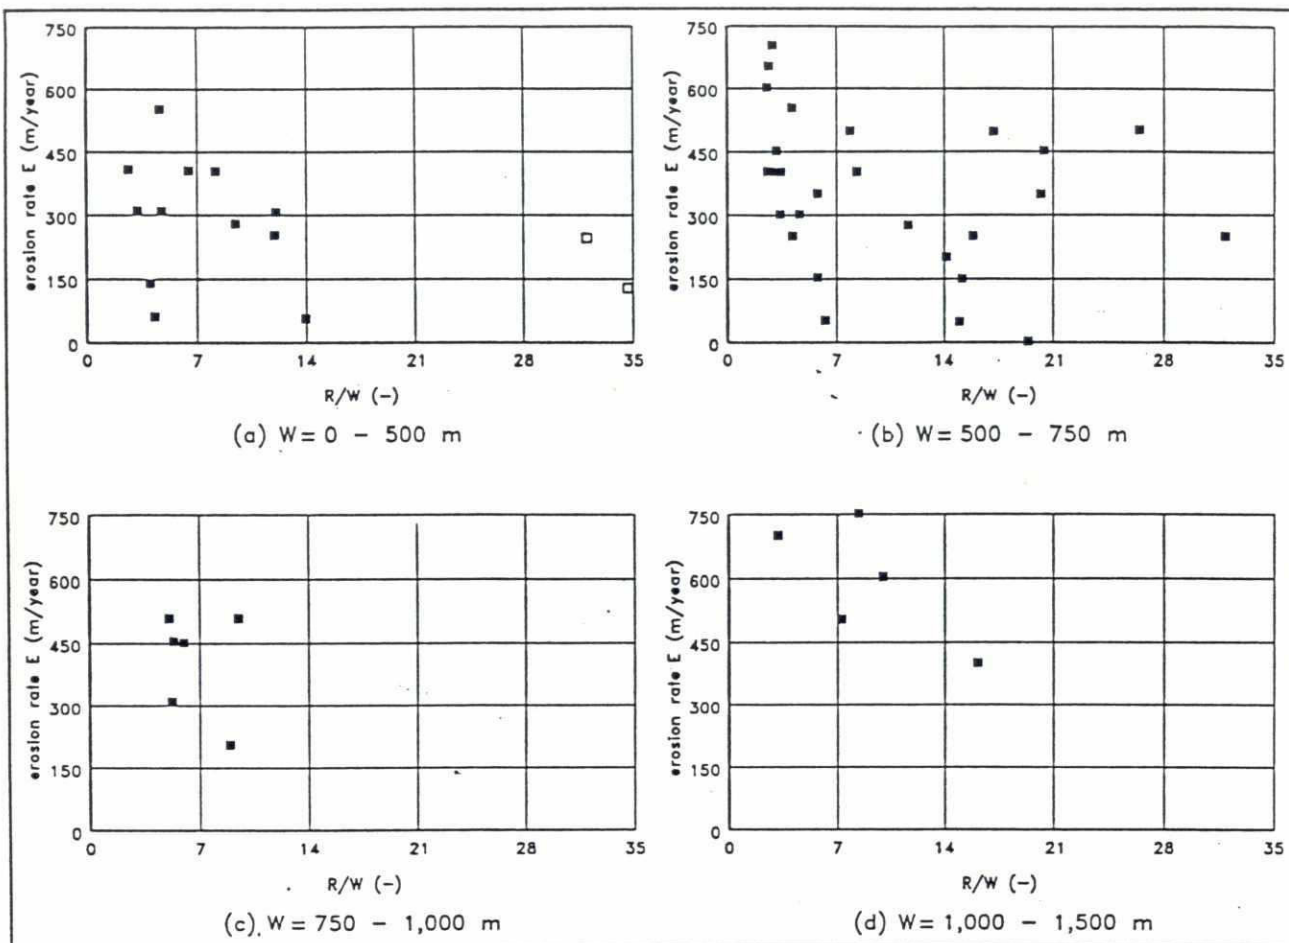 750
600
450
300
150
0
erosion rate E (m/year)
0 7 14 21 28 35
R/W (-)
(a) W= 0 - 500 m
750
600
450
300
150
0
erosion rate E (m/year)
0 7 14 21 28 35
R/W (-)
(b) W= 500 - 750 m
750
600
450
300
150
0
erosion rate E (m/year)
0 7 14 21 28 35
R/W (-)
(c) W= 750 - 1,000 m
750
600
450
300
150
0
erosion rate E (m/year)
0 7 14 21 28 35
R/W (-)
(d) W= 1,000 - 1,500 m